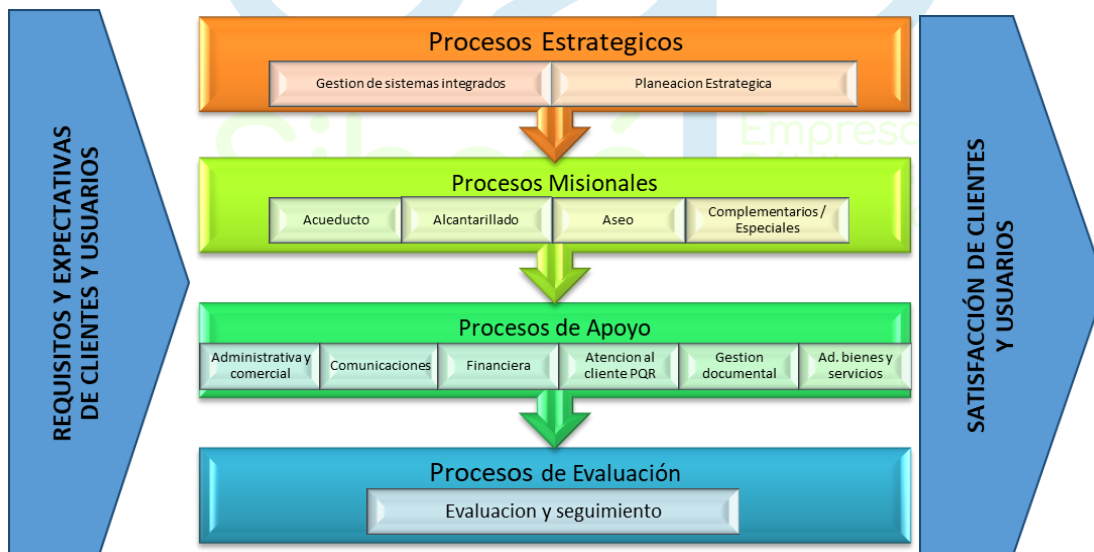 REQUISITOS Y EXPECTATIVAS
DE CLIENTES Y USUARIOS
Procesos Estrategicos
Gestion de sistemas integrados
Planeacion Estrategica
Empresa
Procesos Misionales
Acueducto
Alcantarillado
Aseo
Complementarios /
Especiales
Procesos de Apoyo
Administrativa y
comercial
Comunicaciones
Financiera
Atencion al
cliente PQR
Gestion
documental
Ad. bienes y
servicios
Procesos de Evaluación
Evaluacion y seguimiento
SATISFACCIÓN DE CLIENTES
Y USUARIOS